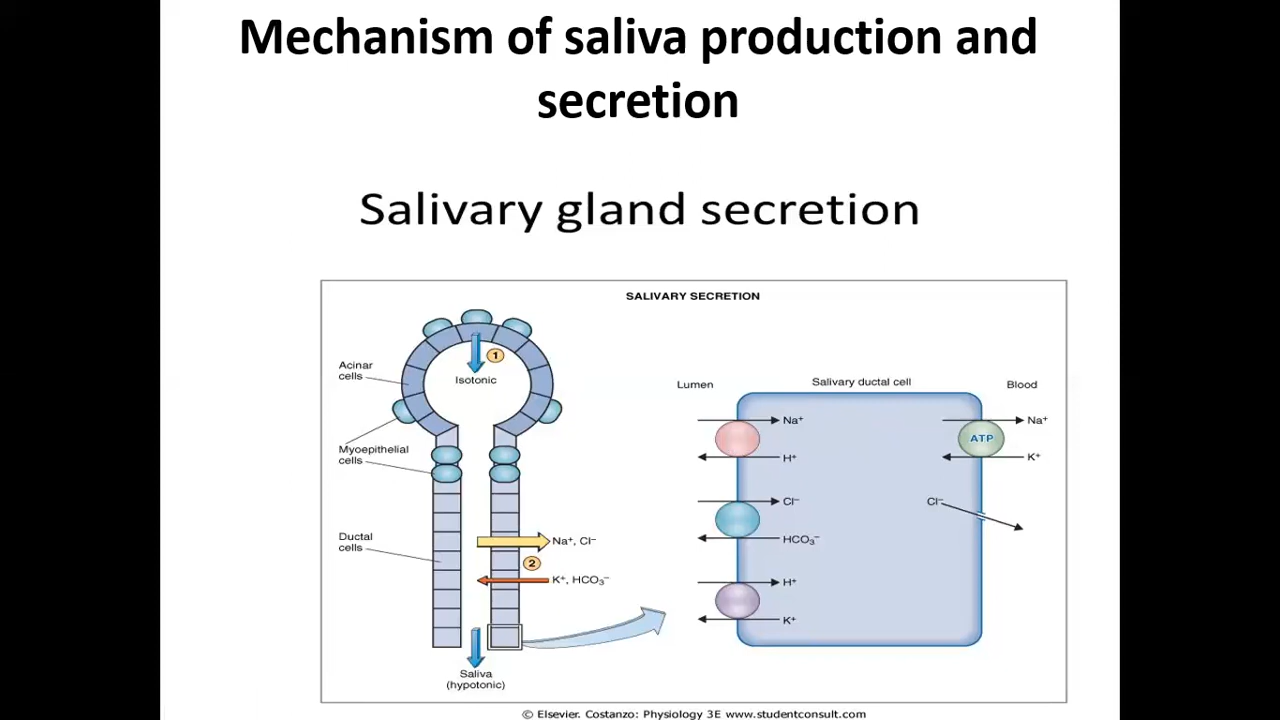 Mechanism of saliva production and
secretion
Salivary gland secretion
SALIVARY SECRETION
Acinar
cells
1
Isotonic
Myoepithelial
cells
Ductal
cells
Na⁺, Cl⁻
2
K⁺, HCO₃⁻
Saliva
(hypotonic)
Lumen
Salivary ductal cell
Blood
Na⁺
H⁺
Cl⁻
HCO₃⁻
H⁺
K⁺
ATP
Na⁺
K⁺
Cl⁻
© Elsevier. Costanzo: Physiology 3E www.studentconsult.com